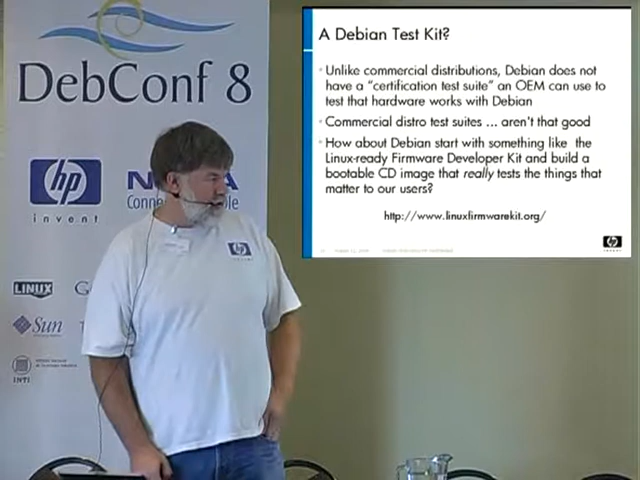 DebConf 8
hp
invent
LINUX
Sun
INTI
hp
A Debian Test Kit?
Unlike commercial distributions, Debian does not
have a "certification test suite" an OEM can use to
test that hardware works with Debian
Commercial distro test suites ... aren't that good
How about Debian start with something like the
Linux-ready Firmware Developer Kit and build a
bootable CD image that really tests the things that
matter to our users?
http://www.linuxfirmwarekit.org/
hp